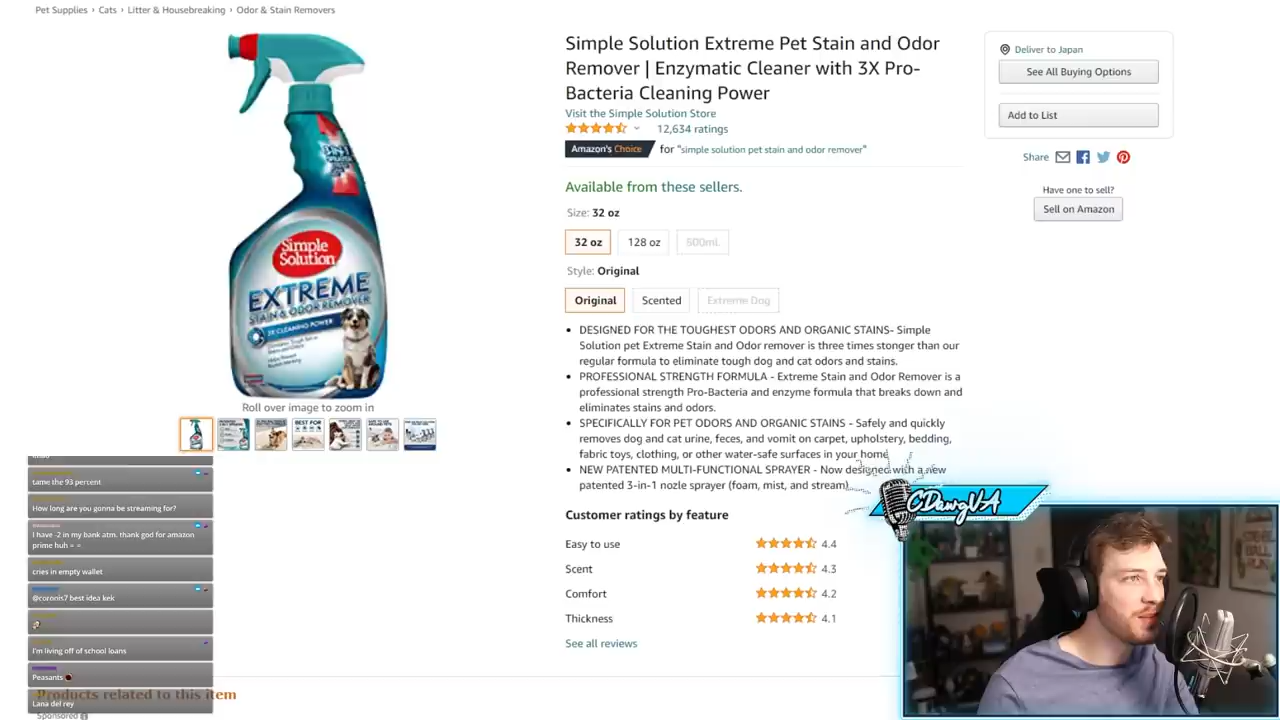 Pet Supplies › Cats › Litter & Housebreaking › Odor & Stain Removers
Simple Solution Extreme Pet Stain and Odor
Remover | Enzymatic Cleaner with 3X Pro-
Bacteria Cleaning Power
Visit the Simple Solution Store
12,634 ratings
Amazon's Choice for "simple solution pet stain and odor remover"
Available from these sellers.
Size: 32 oz
32 oz
128 oz
500ml.
Style: Original
Original
Scented
Extreme Dog
DESIGNED FOR THE TOUGHEST ODORS AND ORGANIC STAINS- Simple
Solution pet Extreme Stain and Odor remover is three times stonger than our
regular formula to eliminate tough dog and cat odors and stains.
PROFESSIONAL STRENGTH FORMULA - Extreme Stain and Odor Remover is a
professional strength Pro-Bacteria and enzyme formula that breaks down and
eliminates stains and odors.
SPECIFICALLY FOR PET ODORS AND ORGANIC STAINS - Safely and quickly
removes dog and cat urine, feces, and vomit on carpet, upholstery, bedding,
fabric toys, clothing, or other water-safe surfaces in your home
NEW PATENTED MULTI-FUNCTIONAL SPRAYER - Now designed with a new
patented 3-in-1 nozle sprayer (foam, mist, and stream)
Customer ratings by feature
Easy to use 4.4
Scent 4.3
Comfort 4.2
Thickness 4.1
See all reviews
Deliver to Japan
See All Buying Options
Add to List
Share
Have one to sell?
Sell on Amazon
Simple
Solution
EXTREME
STAIN & ODOR REMOVER
3X CLEANING POWER
Roll over image to zoom in
BEST FOR
tame the 93 percent
How long are you gonna be streaming for?
I have -2 in my bank atm. thank god for amazon
prime huh = =
cries in empty wallet
@coronis7 best idea kek
I'm living off of school loans
Peasants
Lana del rey
Products related to this item
Sponsored
CDawgVA